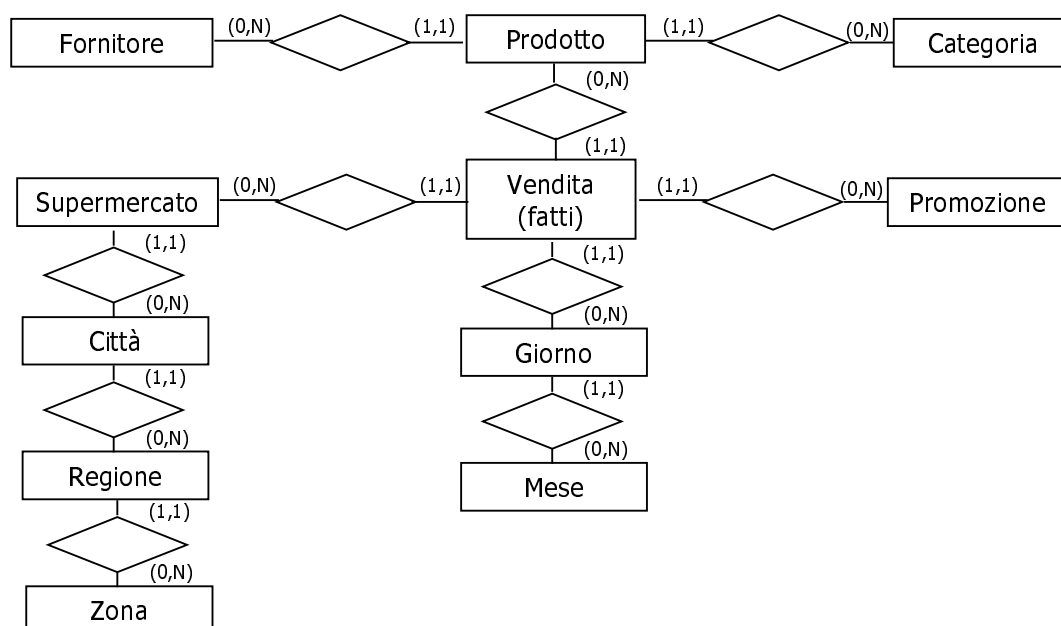 (0,N) (1,1) (1,1) (0,N)
Fornitore Prodotto Categoria
(0,N)
(1,1)
(0,N) (1,1) Vendita (1,1) (0,N)
Supermercato (fatti) Promozione
(1,1) (1,1)
(0,N) (0,N)
Città Giorno
(1,1) (1,1)
(0,N) (0,N)
Regione Mese
(1,1)
(0,N)
Zona